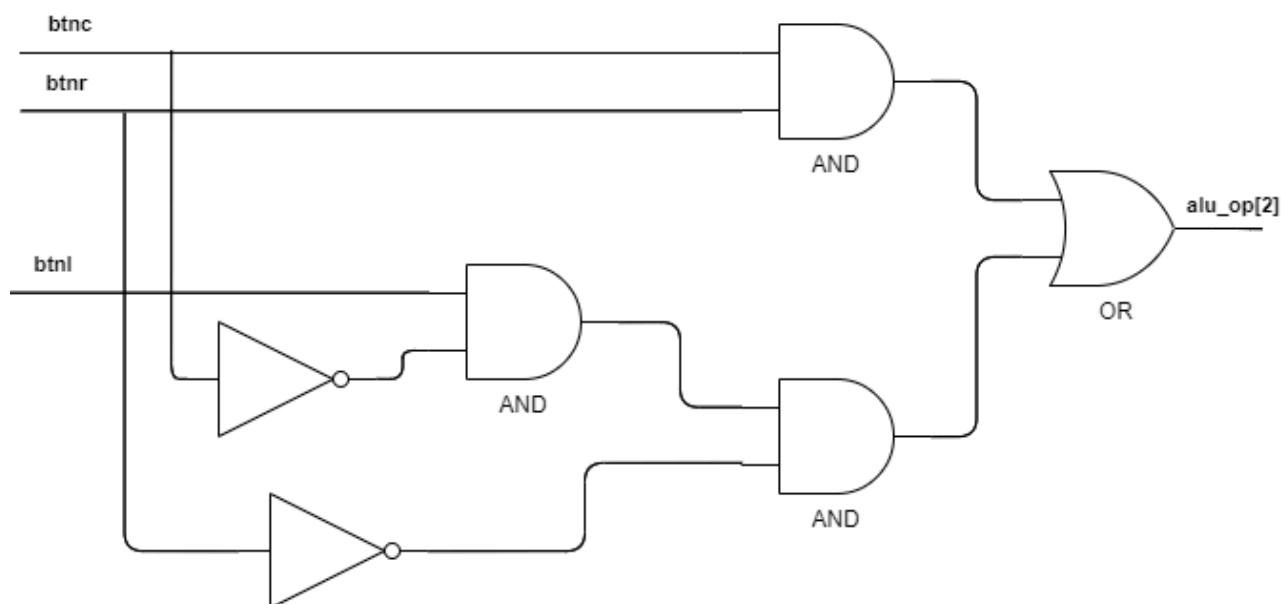 btnc
btnr
AND
alu_op[2]
btnl
OR
AND
AND